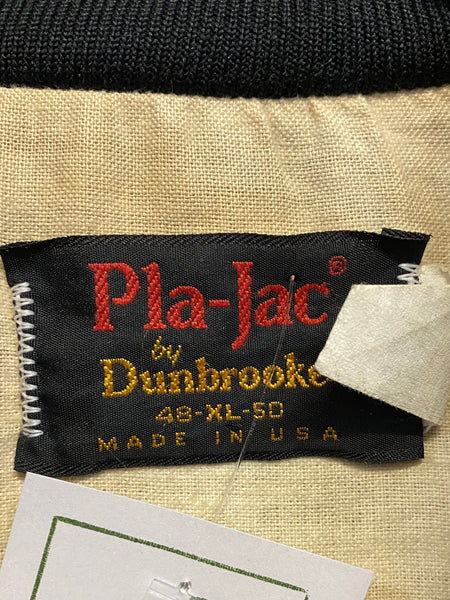 Pla-Jac®
by
Dunbrooke
48-XL-50
MADE IN USA